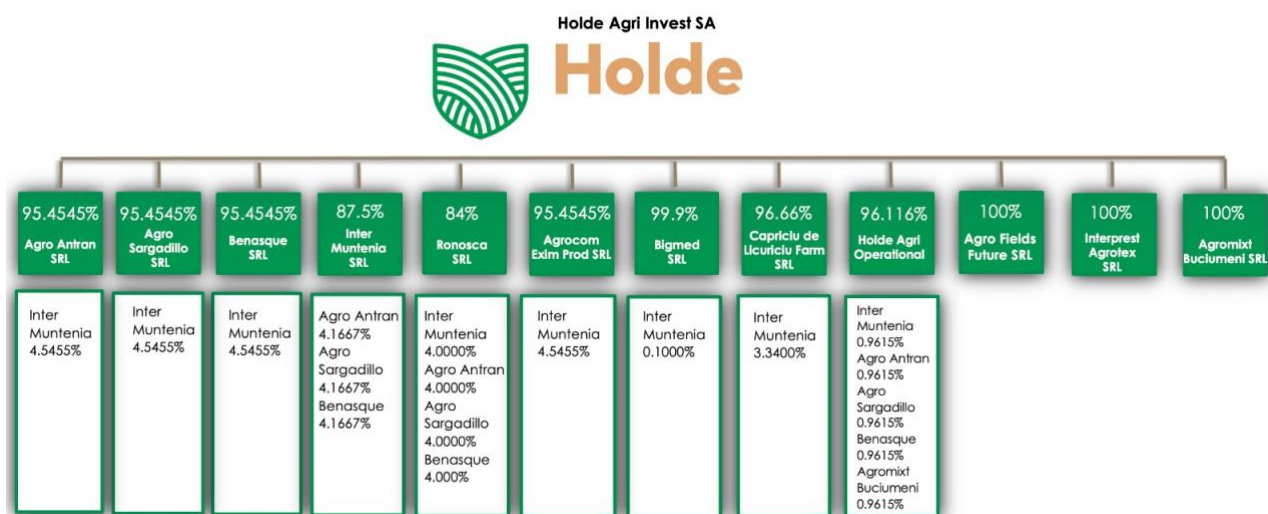 Holde Agri Invest SA
Holde
95.4545%
Agro Antran
SRL
95.4545%
Agro
Sargadillo
SRL
95.4545%
Benasque
SRL
87.5%
Inter
Muntenia
SRL
84%
Ronosca
SRL
95.4545%
Agrocom
Exim Prod SRL
99.9%
Bigmed
SRL
96.66%
Capriciu de
Licuriciu Farm
SRL
96.116%
Holde Agri
Operational
100%
Agro Fields
Future SRL
100%
Interprest
Agrotex
SRL
100%
Agromixt
Buciumeni SRL
Inter
Muntenia
4.5455%
Inter
Muntenia
4.5455%
Inter
Muntenia
4.5455%
Agro Antran
4.1667%
Agro
Sargadillo
4.1667%
Benasque
4.1667%
Inter
Muntenia
4.0000%
Agro Antran
4.0000%
Agro
Sargadillo
4.0000%
Benasque
4.000%
Inter
Muntenia
4.5455%
Inter
Muntenia
0.1000%
Inter
Muntenia
3.3400%
Inter
Muntenia
0.9615%
Agro Antran
0.9615%
Agro
Sargadillo
0.9615%
Benasque
0.9615%
Agromixt
Buciumeni
0.9615%